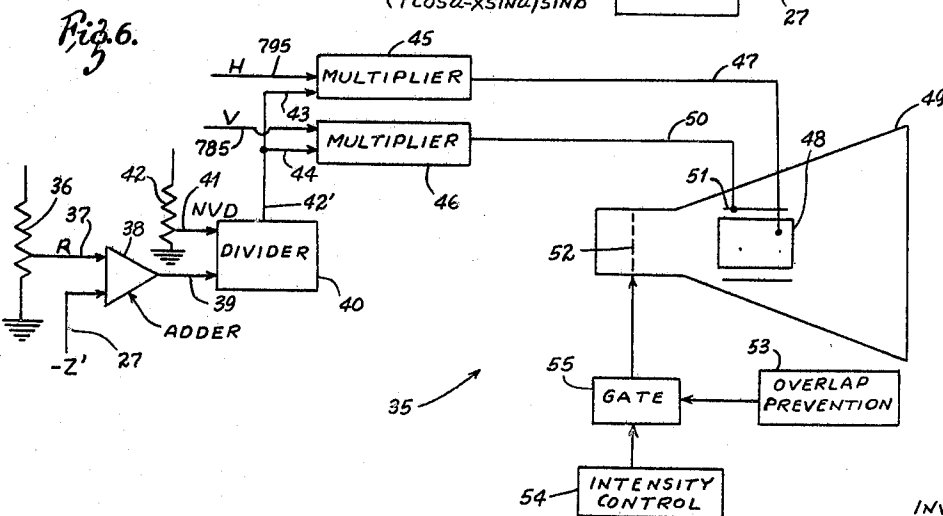 (YCOSα-XSINα)SINB
27
Fig.6.
5
H
795
45
MULTIPLIER
47
43
V
785
MULTIPLIER
50
49
44
46
51
48
36
37
R
38
42
41
NVD
42'
DIVIDER
52
39
40
ADDER
-Z'
27
35
55
GATE
53
OVERLAP
PREVENTION
54
INTENSITY
CONTROL